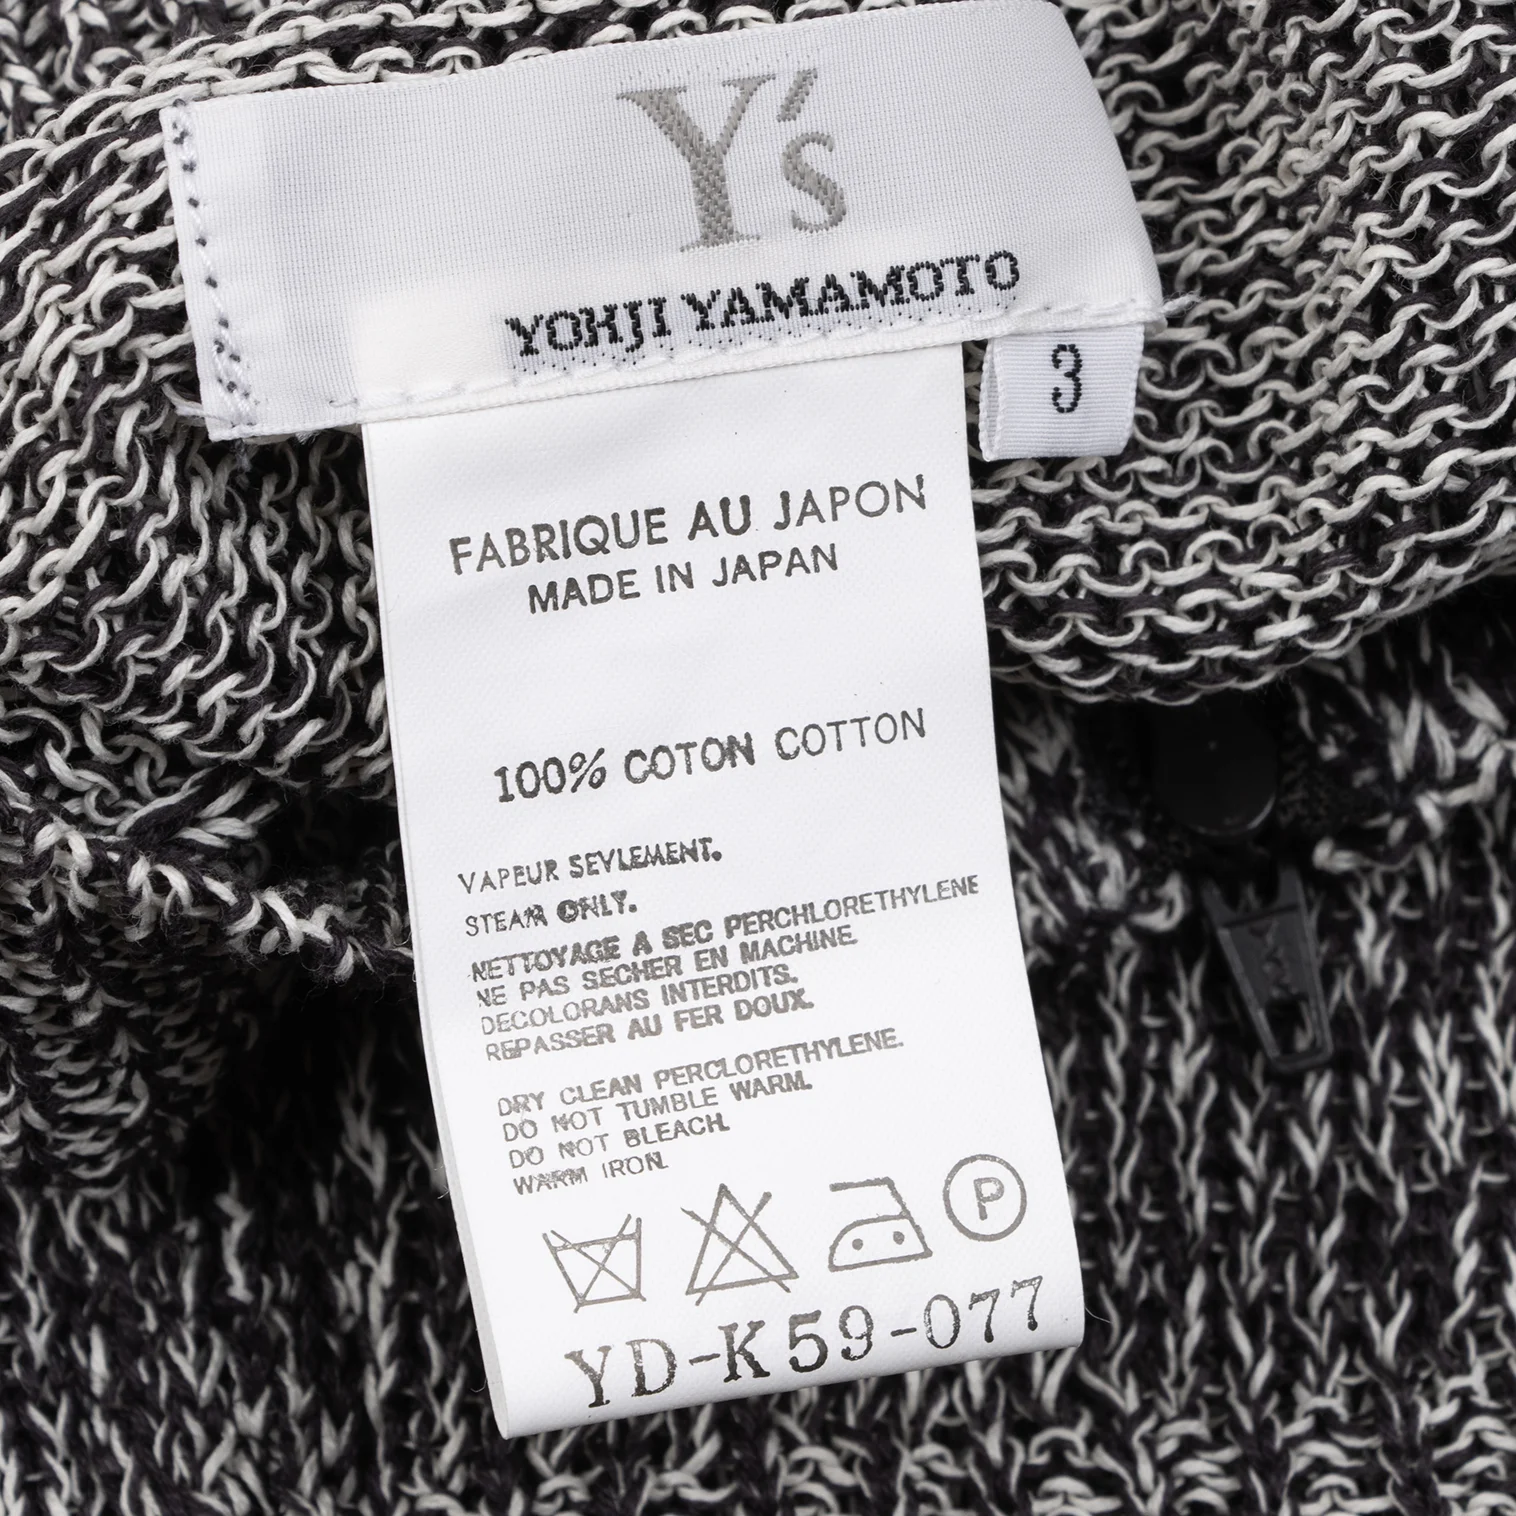 Y's
YOHJI YAMAMOTO
3
FABRIQUE AU JAPON
MADE IN JAPAN
100% COTON COTTON
VAPEUR SEVLEMENT.
STEAM ONLY.
NETTOYAGE A SEC PERCHLORETHYLENE
NE PAS SECHER EN MACHINE.
DECOLORANS INTERDITS.
REPASSER AU FER DOUX.
DRY CLEAN PERCLORETHYLENE.
DO NOT TUMBLE WARM.
DO NOT BLEACH.
WARM IRON.
P
YD-K59-077